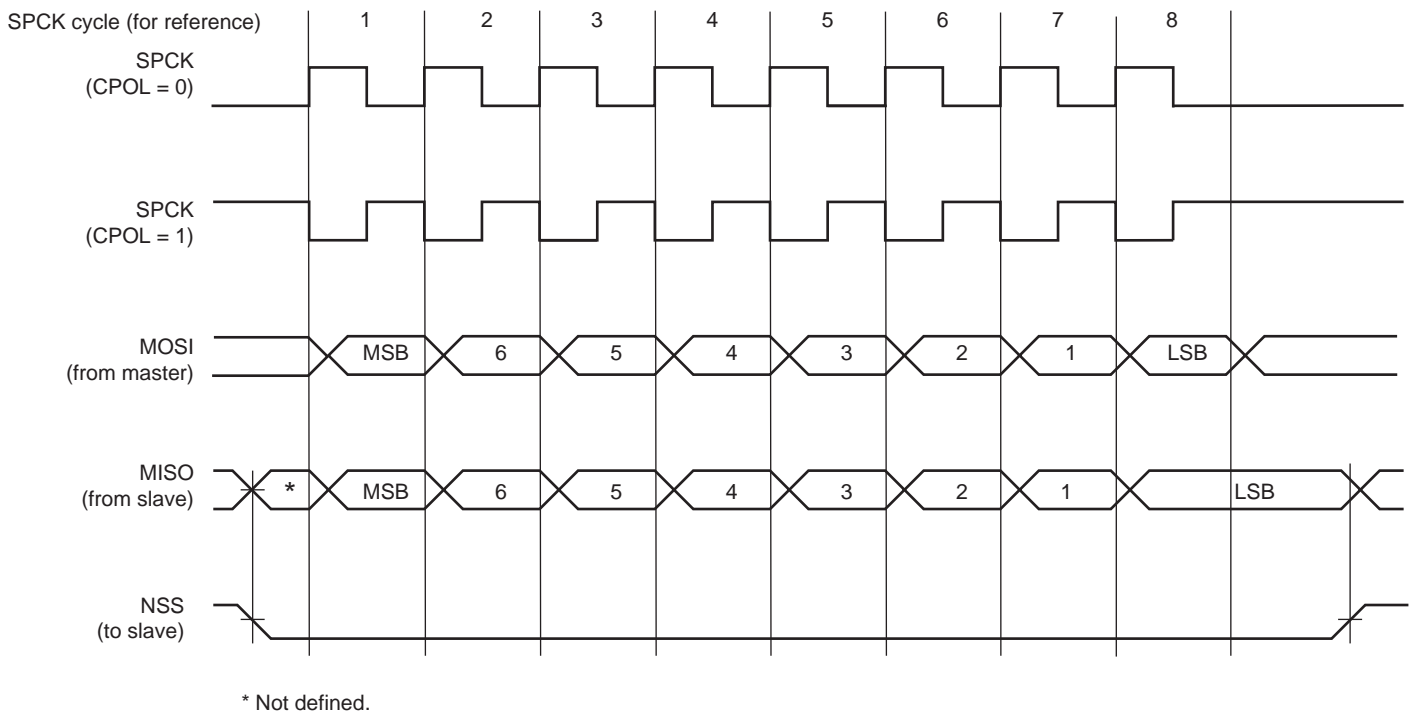 SPCK cycle (for reference) 1 2 3 4 5 6 7 8
SPCK
(CPOL = 0)
SPCK
(CPOL = 1)
MOSI
(from master)
MSB 6 5 4 3 2 1 LSB
MISO
(from slave)
* MSB 6 5 4 3 2 1 LSB
NSS
(to slave)
* Not defined.